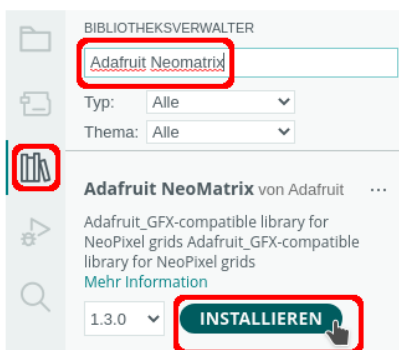 BIBLIOTHEKSVERWALTER
Adafruit Neomatrix
Typ: Alle
Thema: Alle
Adafruit NeoMatrix von Adafruit ...
Adafruit_GFX-compatible library for
NeoPixel grids Adafruit_GFX-compatible
library for NeoPixel grids
Mehr Information
1.3.0 INSTALLIEREN